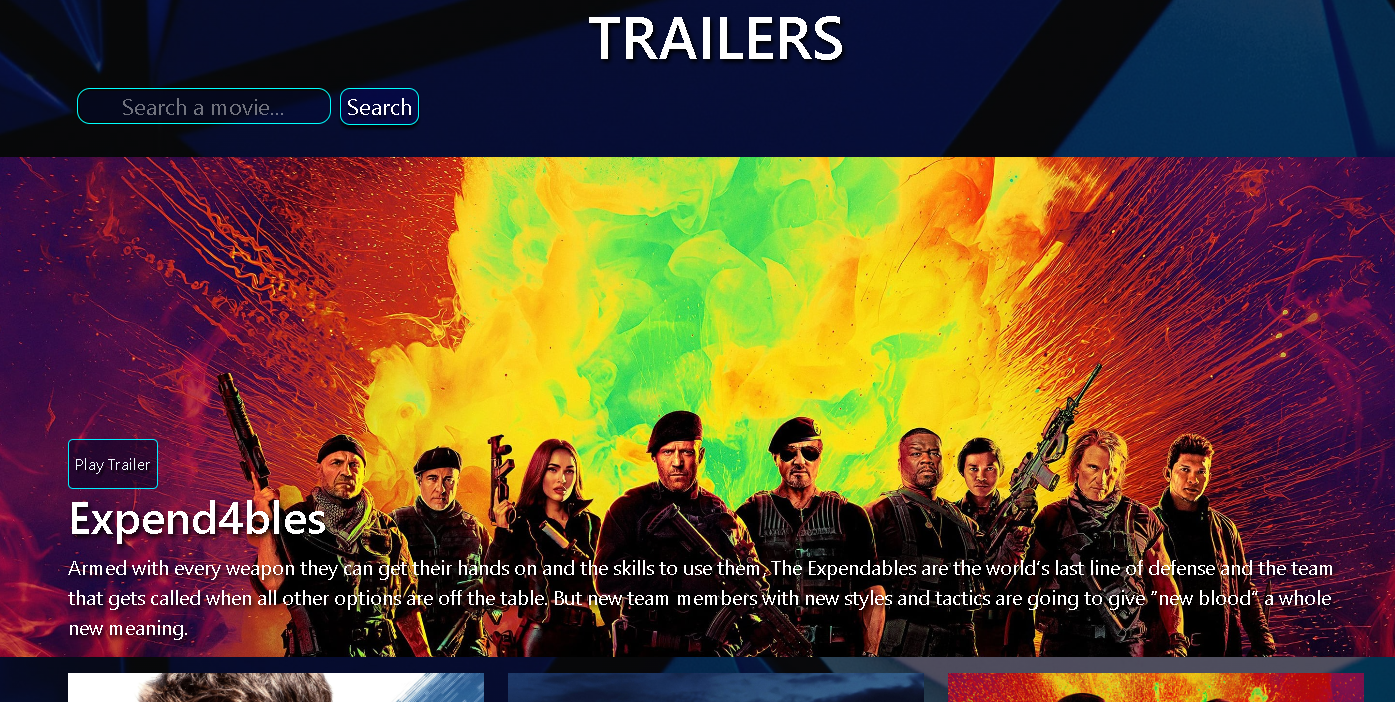 TRAILERS
Search a movie...
Search
Play Trailer
Expend4bles
Armed with every weapon they can get their hands on and the skills to use them, The Expendables are the world's last line of defense and the team
that gets called when all other options are off the table. But new team members with new styles and tactics are going to give “new blood” a whole
new meaning.